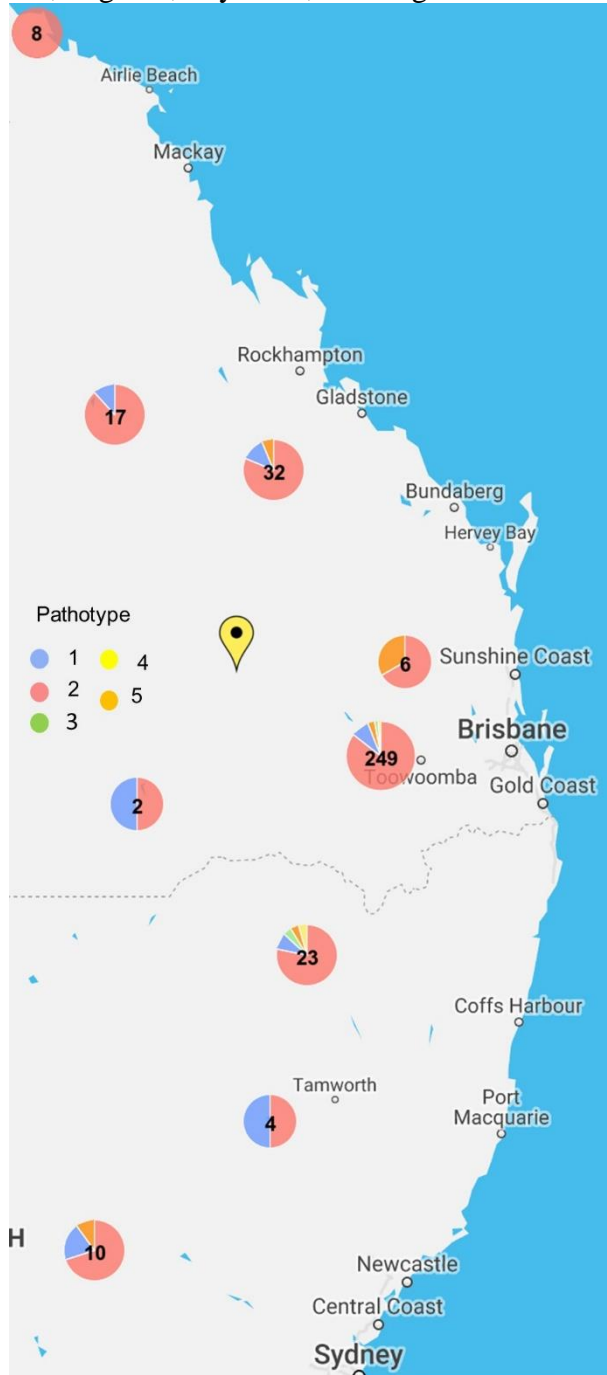 8
Airlie Beach
Mackay
Rockhampton
Gladstone
17
32
Bundaberg
Hervey Bay
Pathotype
1 4
2 5
3
6
Sunshine Coast
Brisbane
249
Toowoomba
Gold Coast
2
23
Coffs Harbour
Tamworth
Port
Macquarie
4
H
10
Newcastle
Central Coast
Sydney